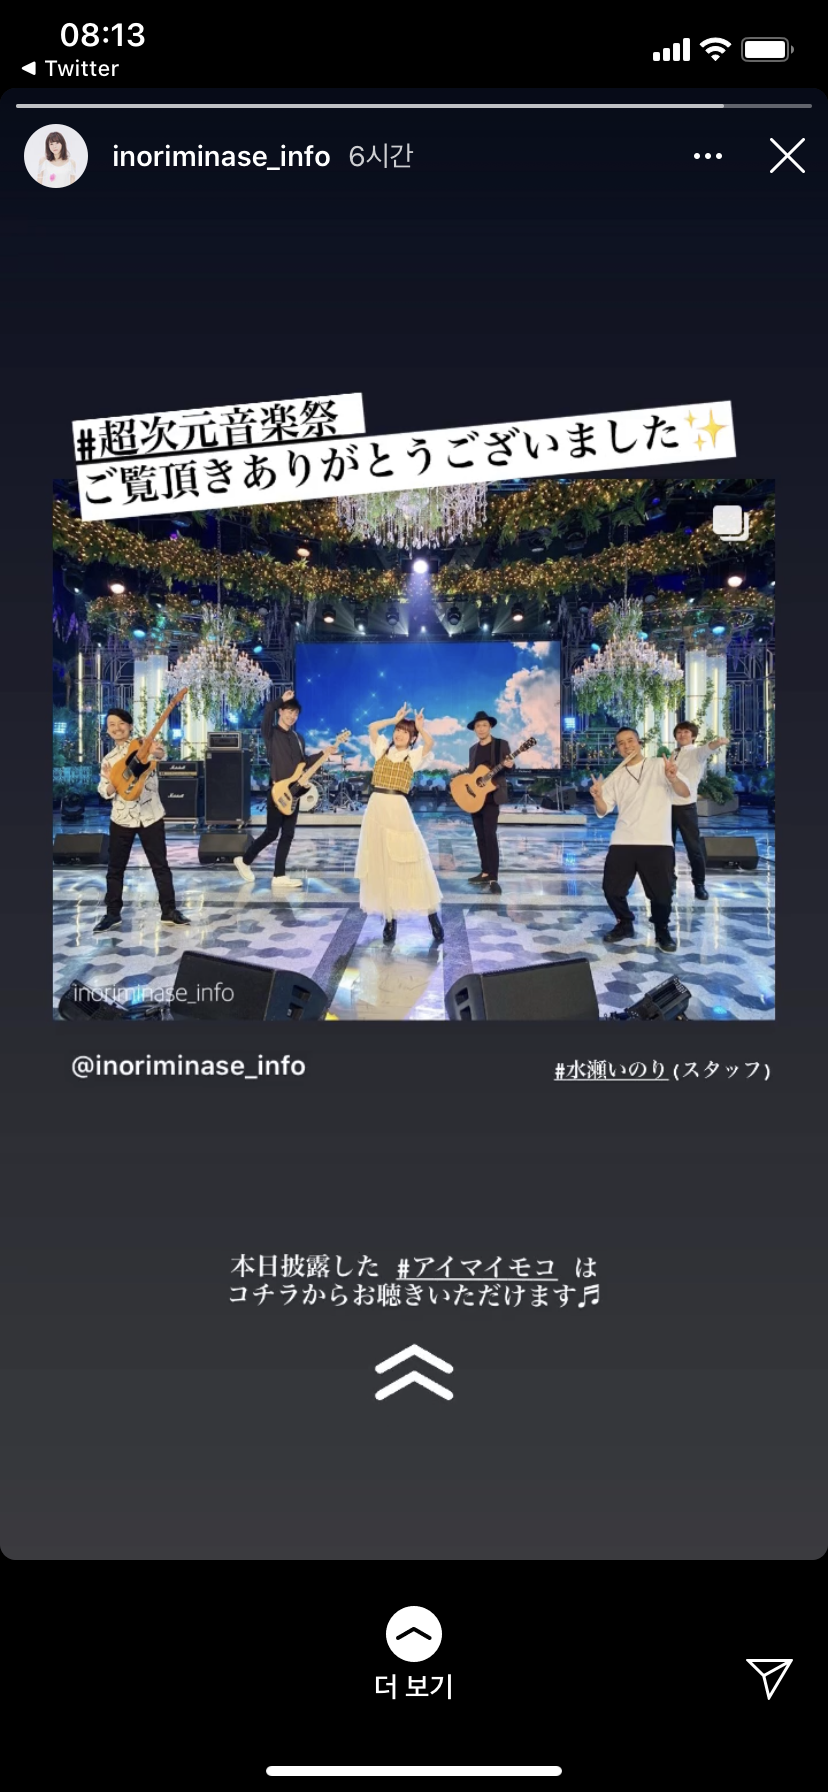 08:13
◀ Twitter
inoriminase_info 6시간
#超次元音楽祭
ご覧頂きありがとうございました✨
Marshall
Marshall
inoriminase_info
@inoriminase_info
#水瀬いのり(スタッフ)
本日披露した #アイマイモコ は
コチラからお聴きいただけます♬
더 보기